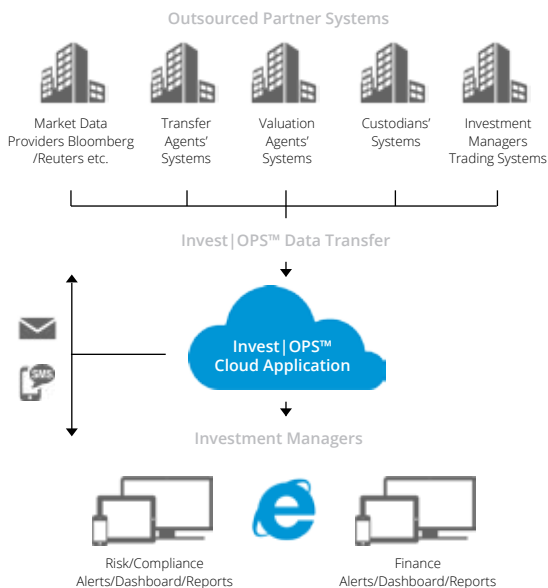 Outsourced Partner Systems
Market Data
Providers Bloomberg
/Reuters etc.
Transfer
Agents’
Systems
Valuation
Agents’
Systems
Custodians’
Systems
Investment
Managers
Trading Systems
Invest|OPS™ Data Transfer
SMS
Invest|OPS™
Cloud Application
Investment Managers
Risk/Compliance
Alerts/Dashboard/Reports
Finance
Alerts/Dashboard/Reports